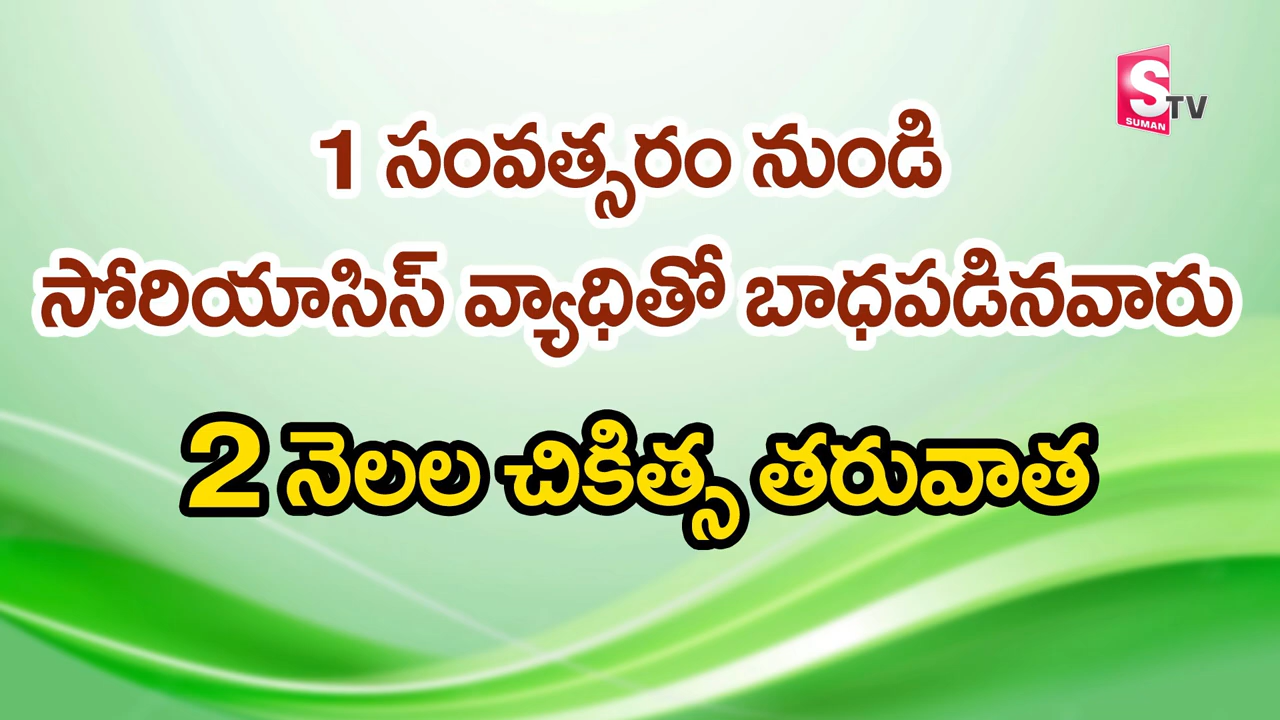 S TV
SUMAN
1 సంవత్సరం నుండి
సోరియాసిస్ వ్యాధితో బాధపడినవారు
2 నెలల చికిత్స తరువాత